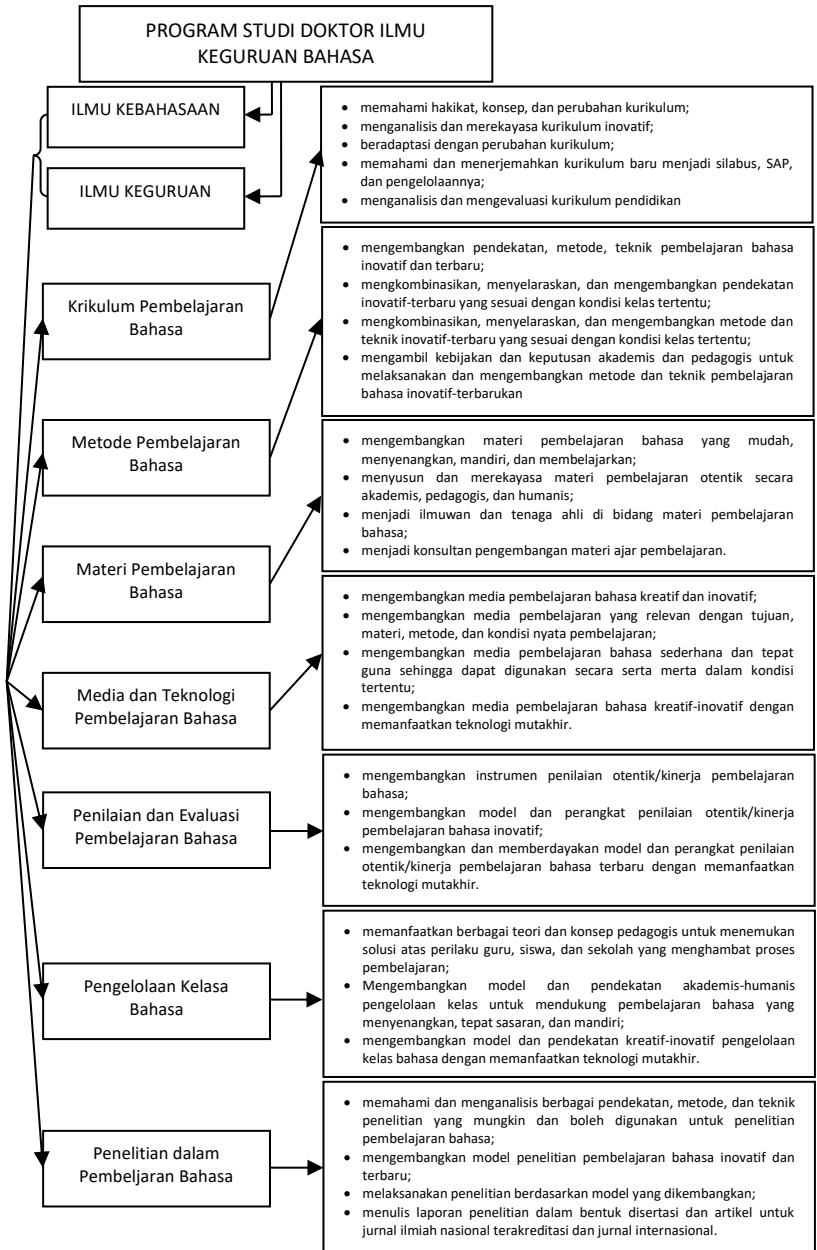 PROGRAM STUDI DOKTOR ILMU
KEGURUAN BAHASA
ILMU KEBAHASAAN
ILMU KEGURUAN
Krikulum Pembelajaran
Bahasa
• memahami hakikat, konsep, dan perubahan kurikulum;
• menganalisis dan merekayasa kurikulum inovatif;
• beradaptasi dengan perubahan kurikulum;
• memahami dan menerjemahkan kurikulum baru menjadi silabus, SAP,
dan pengelolaannya;
• menganalisis dan mengevaluasi kurikulum pendidikan
Metode Pembelajaran
Bahasa
• mengembangkan pendekatan, metode, teknik pembelajaran bahasa
inovatif dan terbaru;
• mengkombinasikan, menyelaraskan, dan mengembangkan pendekatan
inovatif-terbaru yang sesuai dengan kondisi kelas tertentu;
• mengkombinasikan, menyelaraskan, dan mengembangkan metode dan
teknik inovatif-terbaru yang sesuai dengan kondisi kelas tertentu;
• mengambil kebijakan dan keputusan akademis dan pedagogis untuk
melaksanakan dan mengembangkan metode dan teknik pembelajaran
bahasa inovatif-terbarukan
Materi Pembelajaran
Bahasa
• mengembangkan materi pembelajaran bahasa yang mudah,
menyenangkan, mandiri, dan membelajarkan;
• menyusun dan merekayasa materi pembelajaran otentik secara
akademis, pedagogis, dan humanis;
• menjadi ilmuwan dan tenaga ahli di bidang materi pembelajaran
bahasa;
• menjadi konsultan pengembangan materi ajar pembelajaran.
Media dan Teknologi
Pembelajaran Bahasa
• mengembangkan media pembelajaran bahasa kreatif dan inovatif;
• mengembangkan media pembelajaran yang relevan dengan tujuan,
materi, metode, dan kondisi nyata pembelajaran;
• mengembangkan media pembelajaran bahasa sederhana dan tepat
guna sehingga dapat digunakan secara serta merta dalam kondisi
tertentu;
• mengembangkan media pembelajaran bahasa kreatif-inovatif dengan
memanfaatkan teknologi mutakhir.
Penilaian dan Evaluasi
Pembelajaran Bahasa
• mengembangkan instrumen penilaian otentik/kinerja pembelajaran
bahasa;
• mengembangkan model dan perangkat penilaian otentik/kinerja
pembelajaran bahasa inovatif;
• mengembangkan dan memberdayakan model dan perangkat penilaian
otentik/kinerja pembelajaran bahasa terbaru dengan memanfaatkan
teknologi mutakhir.
Pengelolaan Kelasa
Bahasa
• memanfaatkan berbagai teori dan konsep pedagogis untuk menemukan
solusi atas perilaku guru, siswa, dan sekolah yang menghambat proses
pembelajaran;
• Mengembangkan model dan pendekatan akademis-humanis
pengelolaan kelas untuk mendukung pembelajaran bahasa yang
menyenangkan, tepat sasaran, dan mandiri;
• mengembangkan model dan pendekatan kreatif-inovatif pengelolaan
kelas bahasa dengan memanfaatkan teknologi mutakhir.
Penelitian dalam
Pembeljaran Bahasa
• memahami dan menganalisis berbagai pendekatan, metode, dan teknik
penelitian yang mungkin dan boleh digunakan untuk penelitian
pembelajaran bahasa;
• mengembangkan model penelitian pembelajaran bahasa inovatif dan
terbaru;
• melaksanakan penelitian berdasarkan model yang dikembangkan;
• menulis laporan penelitian dalam bentuk disertasi dan artikel untuk
jurnal ilmiah nasional terakreditasi dan jurnal internasional.